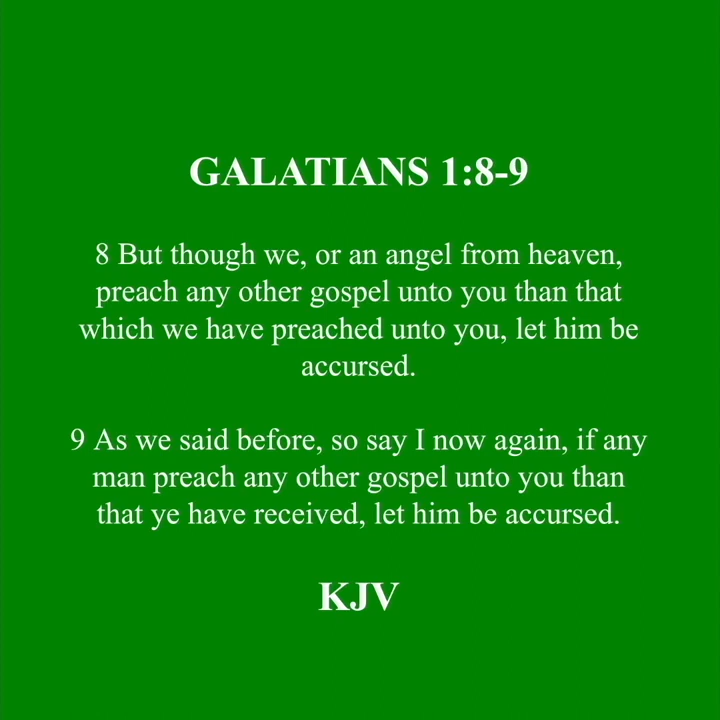 GALATIANS 1:8-9
8 But though we, or an angel from heaven,
preach any other gospel unto you than that
which we have preached unto you, let him be
accursed.
9 As we said before, so say I now again, if any
man preach any other gospel unto you than
that ye have received, let him be accursed.
KJV